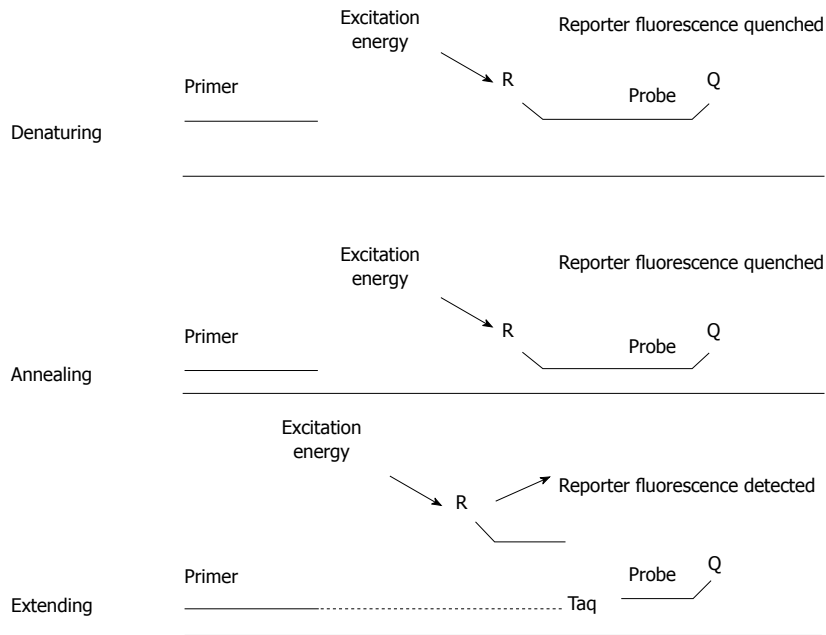 Excitation
energy
Reporter fluorescence quenched
R
Q
Primer
Probe
Denaturing
Excitation
energy
Reporter fluorescence quenched
R
Q
Primer
Probe
Annealing
Excitation
energy
Reporter fluorescence detected
R
Q
Primer
Probe
Extending
Taq